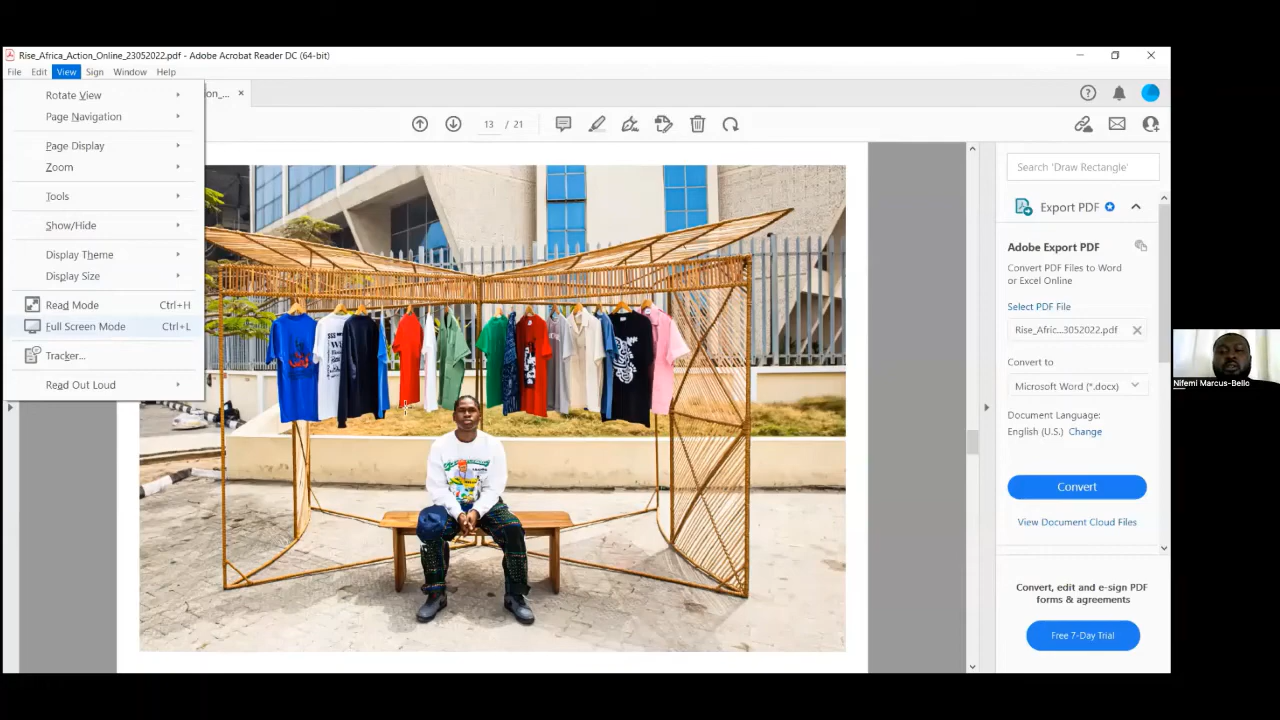 Rise_Africa_Action_Online_23052022.pdf - Adobe Acrobat Reader DC (64-bit)
File Edit View Sign Window Help
on_...
Rotate View
Page Navigation
Page Display
Zoom
Tools
Show/Hide
Display Theme
Display Size
Read Mode Ctrl+H
Full Screen Mode Ctrl+L
Tracker...
Read Out Loud
13 / 21
Search 'Draw Rectangle'
Export PDF
Adobe Export PDF
Convert PDF Files to Word
or Excel Online
Select PDF File
Rise_Afric...3052022.pdf
Convert to
Microsoft Word (*.docx)
Document Language:
English (U.S.) Change
Convert
View Document Cloud Files
Convert, edit and e-sign PDF
forms & agreements
Free 7-Day Trial
Nifemi Marcus-Bello